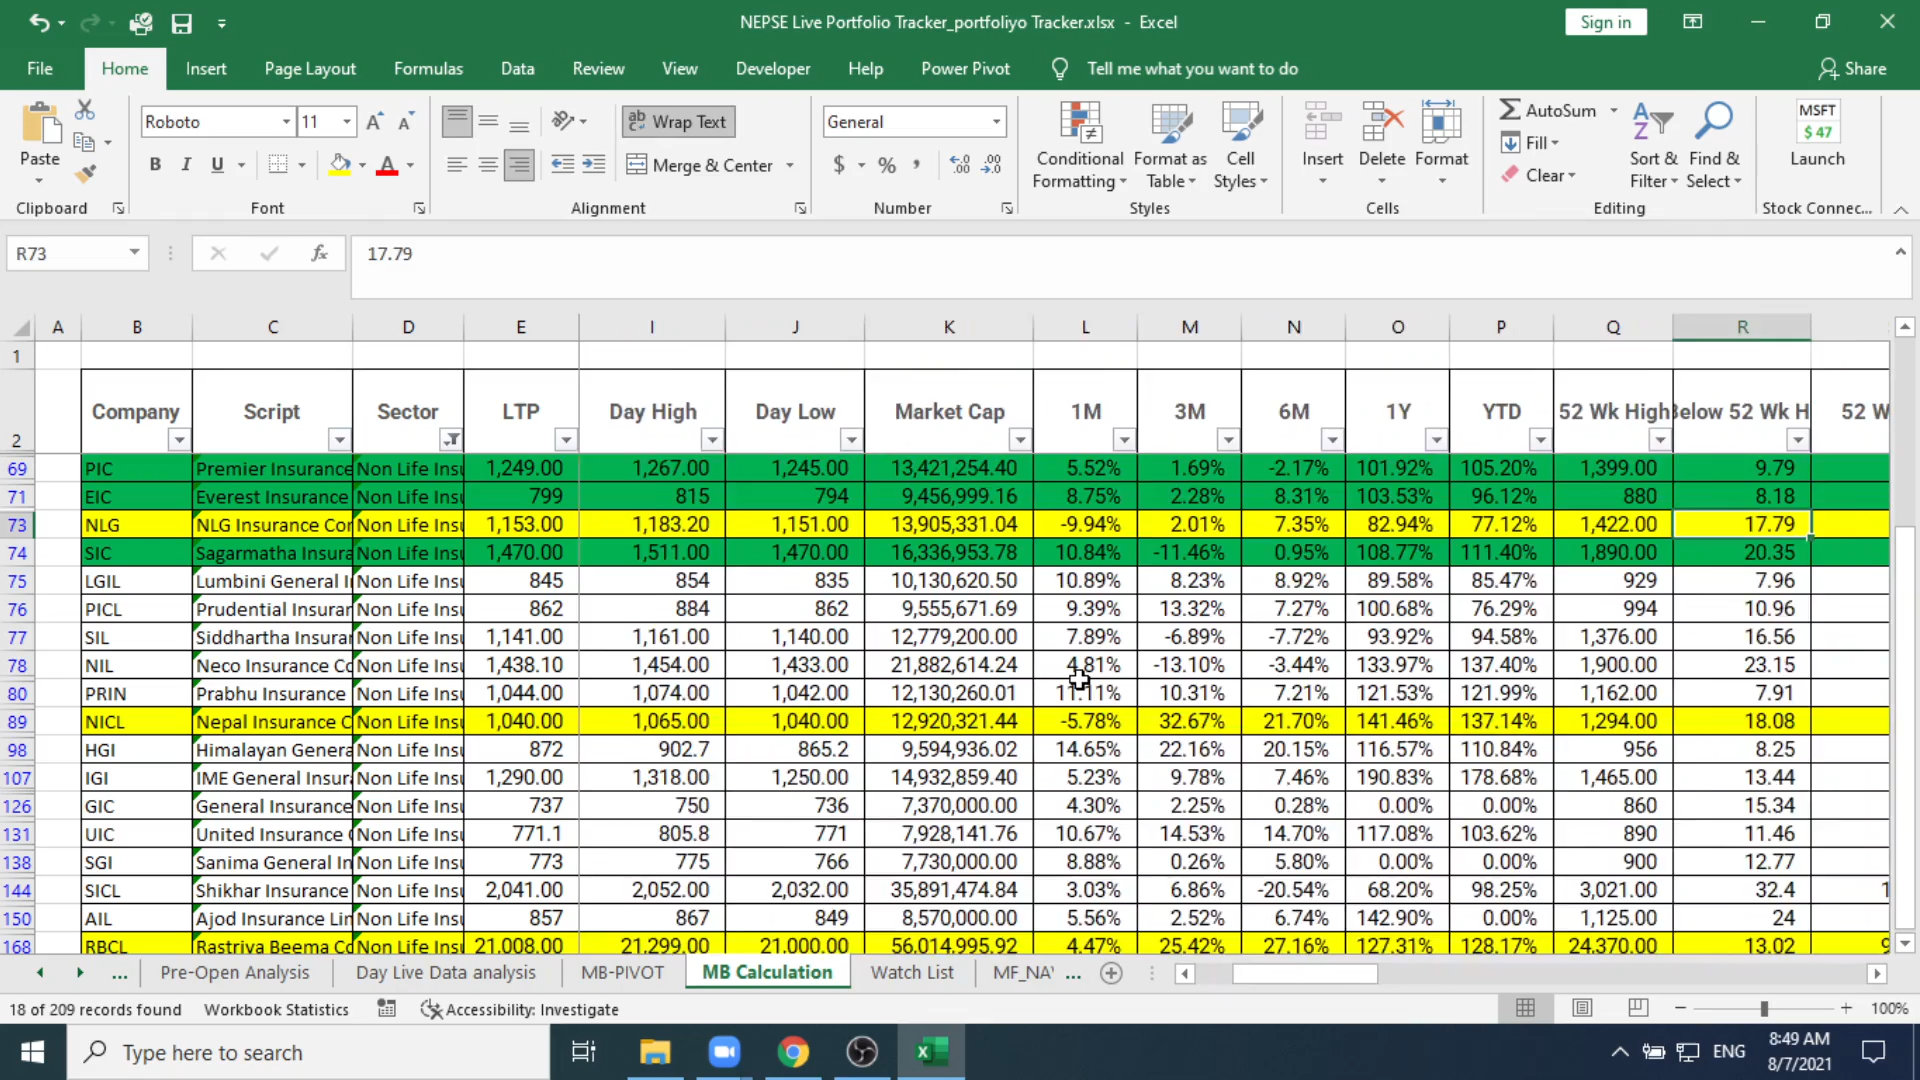 NEPSE Live Portfolio Tracker_portfoliyo Tracker.xlsx - Excel
Sign in
File Home Insert Page Layout Formulas Data Review View Developer Help Power Pivot Tell me what you want to do Share
Paste
Clipboard
Roboto 11
B I U
Font
Wrap Text
Merge & Center
Alignment
General
$ % ,
Number
Conditional Formatting
Format as Table
Cell Styles
Styles
Insert Delete Format
Cells
AutoSum
Fill
Clear
Sort & Filter
Find & Select
Editing
MSFT
$ 47
Launch
Stock Connec...
R73 fx 17.79
A B C D E I J K L M N O P Q R
1
2 Company Script Sector LTP Day High Day Low Market Cap 1M 3M 6M 1Y YTD 52 Wk High Below 52 Wk H 52 W
69 PIC Premier Insurance Non Life Insu 1,249.00 1,267.00 1,245.00 13,421,254.40 5.52% 1.69% -2.17% 101.92% 105.20% 1,399.00 9.79
71 EIC Everest Insurance Non Life Insu 799 815 794 9,456,999.16 8.75% 2.28% 8.31% 103.53% 96.12% 880 8.18
73 NLG NLG Insurance Con Non Life Insu 1,153.00 1,183.20 1,151.00 13,905,331.04 -9.94% 2.01% 7.35% 82.94% 77.12% 1,422.00 17.79
74 SIC Sagarmatha Insura Non Life Insu 1,470.00 1,511.00 1,470.00 16,336,953.78 10.84% -11.46% 0.95% 108.77% 111.40% 1,890.00 20.35
75 LGIL Lumbini General I Non Life Insu 845 854 835 10,130,620.50 10.89% 8.23% 8.92% 89.58% 85.47% 929 7.96
76 PICL Prudential Insurar Non Life Insu 862 884 862 9,555,671.69 9.39% 13.32% 7.27% 100.68% 76.29% 994 10.96
77 SIL Siddhartha Insurar Non Life Insu 1,141.00 1,161.00 1,140.00 12,779,200.00 7.89% -6.89% -7.72% 93.92% 94.58% 1,376.00 16.56
78 NIL Neco Insurance Co Non Life Insu 1,438.10 1,454.00 1,433.00 21,882,614.24 4.81% -13.10% -3.44% 133.97% 137.40% 1,900.00 23.15
80 PRIN Prabhu Insurance Non Life Insu 1,044.00 1,074.00 1,042.00 12,130,260.01 11.11% 10.31% 7.21% 121.53% 121.99% 1,162.00 7.91
89 NICL Nepal Insurance C Non Life Insu 1,040.00 1,065.00 1,040.00 12,920,321.44 -5.78% 32.67% 21.70% 141.46% 137.14% 1,294.00 18.08
98 HGI Himalayan Genera Non Life Insu 872 902.7 865.2 9,594,936.02 14.65% 22.16% 20.15% 116.57% 110.84% 956 8.25
107 IGI IME General Insur Non Life Insu 1,290.00 1,318.00 1,250.00 14,932,859.40 5.23% 9.78% 7.46% 190.83% 178.68% 1,465.00 13.44
126 GIC General Insurance Non Life Insu 737 750 736 7,370,000.00 4.30% 2.25% 0.28% 0.00% 0.00% 860 15.34
131 UIC United Insurance Non Life Insu 771.1 805.8 771 7,928,141.76 10.67% 14.53% 14.70% 117.08% 103.62% 890 11.46
138 SGI Sanima General In Non Life Insu 773 775 766 7,730,000.00 8.88% 0.26% 5.80% 0.00% 0.00% 900 12.77
144 SICL Shikhar Insurance Non Life Insu 2,041.00 2,052.00 2,032.00 35,891,474.84 3.03% 6.86% -20.54% 68.20% 98.25% 3,021.00 32.4 1
150 AIL Ajod Insurance Lin Non Life Insu 857 867 849 8,570,000.00 5.56% 2.52% 6.74% 142.90% 0.00% 1,125.00 24
168 RBCL Rastriya Beema Co Non Life Insu 21,008.00 21,299.00 21,000.00 56,014,995.92 4.47% 25.42% 27.16% 127.31% 128.17% 24,370.00 13.02 9
... Pre-Open Analysis Day Live Data analysis MB-PIVOT MB Calculation Watch List MF_NAV ...
18 of 209 records found Workbook Statistics Accessibility: Investigate 100%
Type here to search
ENG
8:49 AM
8/7/2021